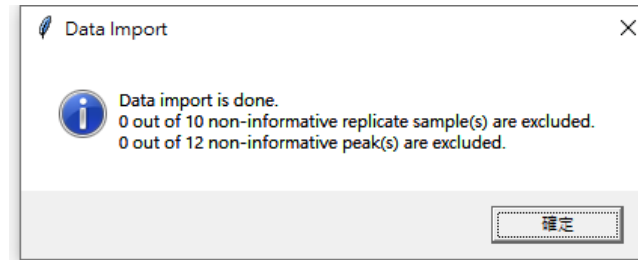 Data Import
Data import is done.
0 out of 10 non-informative replicate sample(s) are excluded.
0 out of 12 non-informative peak(s) are excluded.
確定